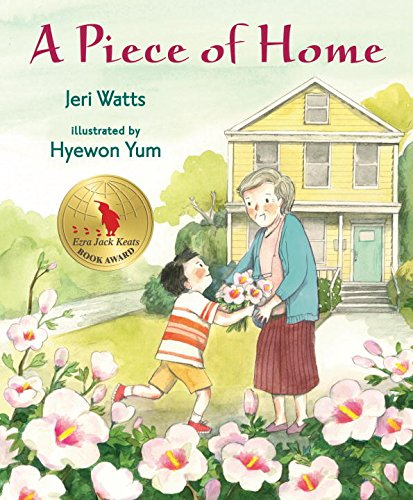 A Piece of Home
Jeri Watts
illustrated by
Hyewon Yum
Ezra Jack Keats
BOOK AWARD